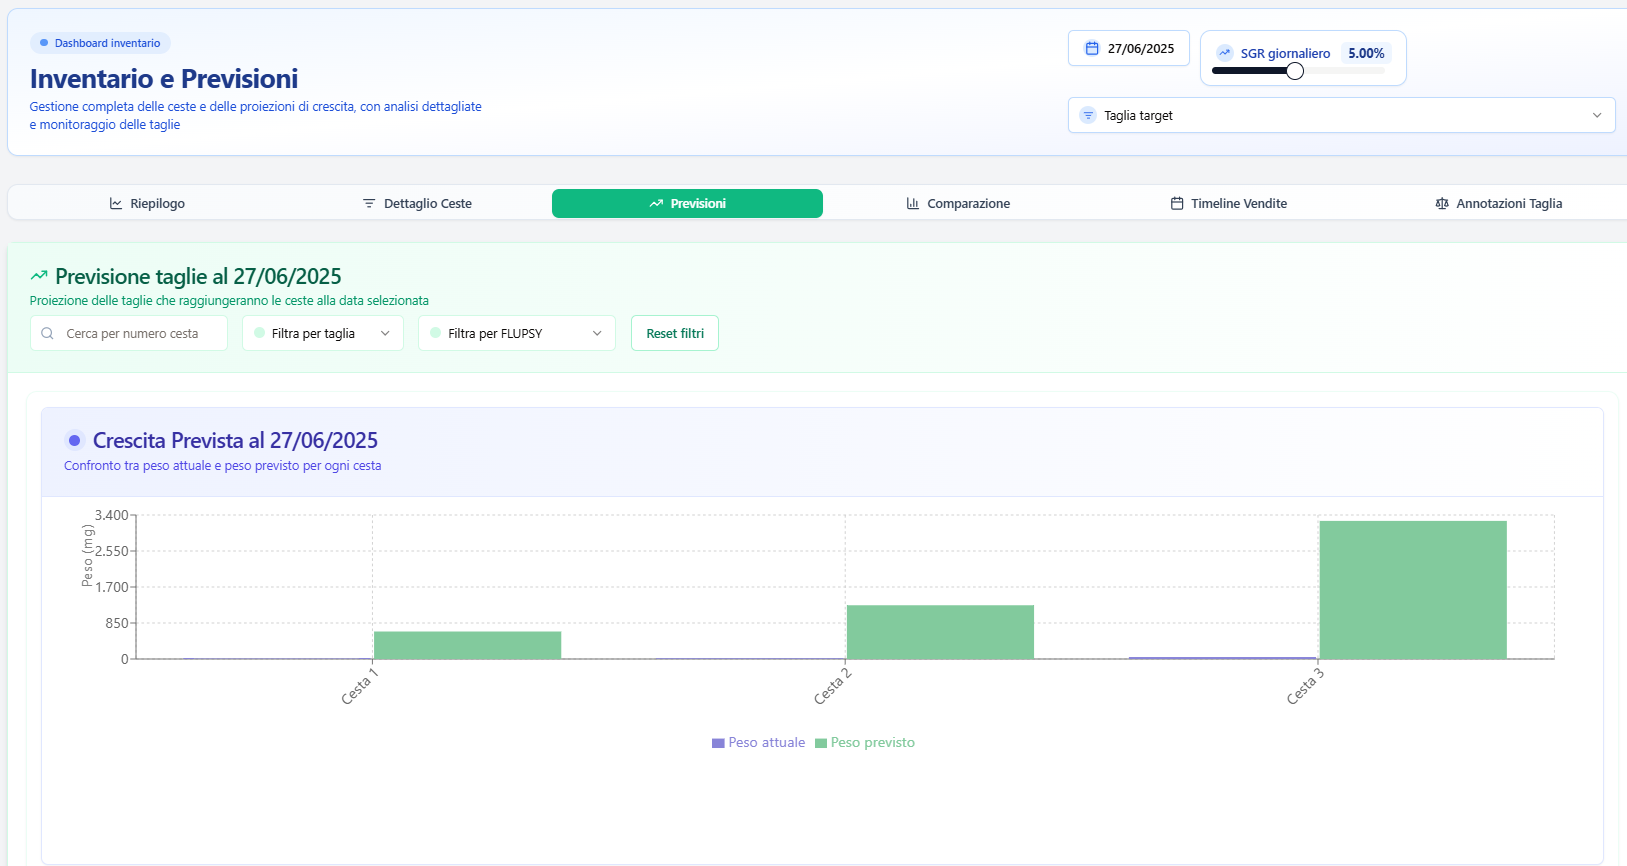 Dashboard inventario
Inventario e Previsioni
Gestione completa delle ceste e delle proiezioni di crescita, con analisi dettagliate
e monitoraggio delle taglie
27/06/2025
SGR giornaliero 5.00%
Taglia target
Riepilogo
Dettaglio Ceste
Previsioni
Comparazione
Timeline Vendite
Annotazioni Taglia
Previsione taglie al 27/06/2025
Proiezione delle taglie che raggiungeranno le ceste alla data selezionata
Cerca per numero cesta
Filtra per taglia
Filtra per FLUPSY
Reset filtri
Crescita Prevista al 27/06/2025
Confronto tra peso attuale e peso previsto per ogni cesta
Peso (mg)
3.400
2.550
1.700
850
0
Cesta 1
Cesta 2
Cesta 3
Peso attuale
Peso previsto